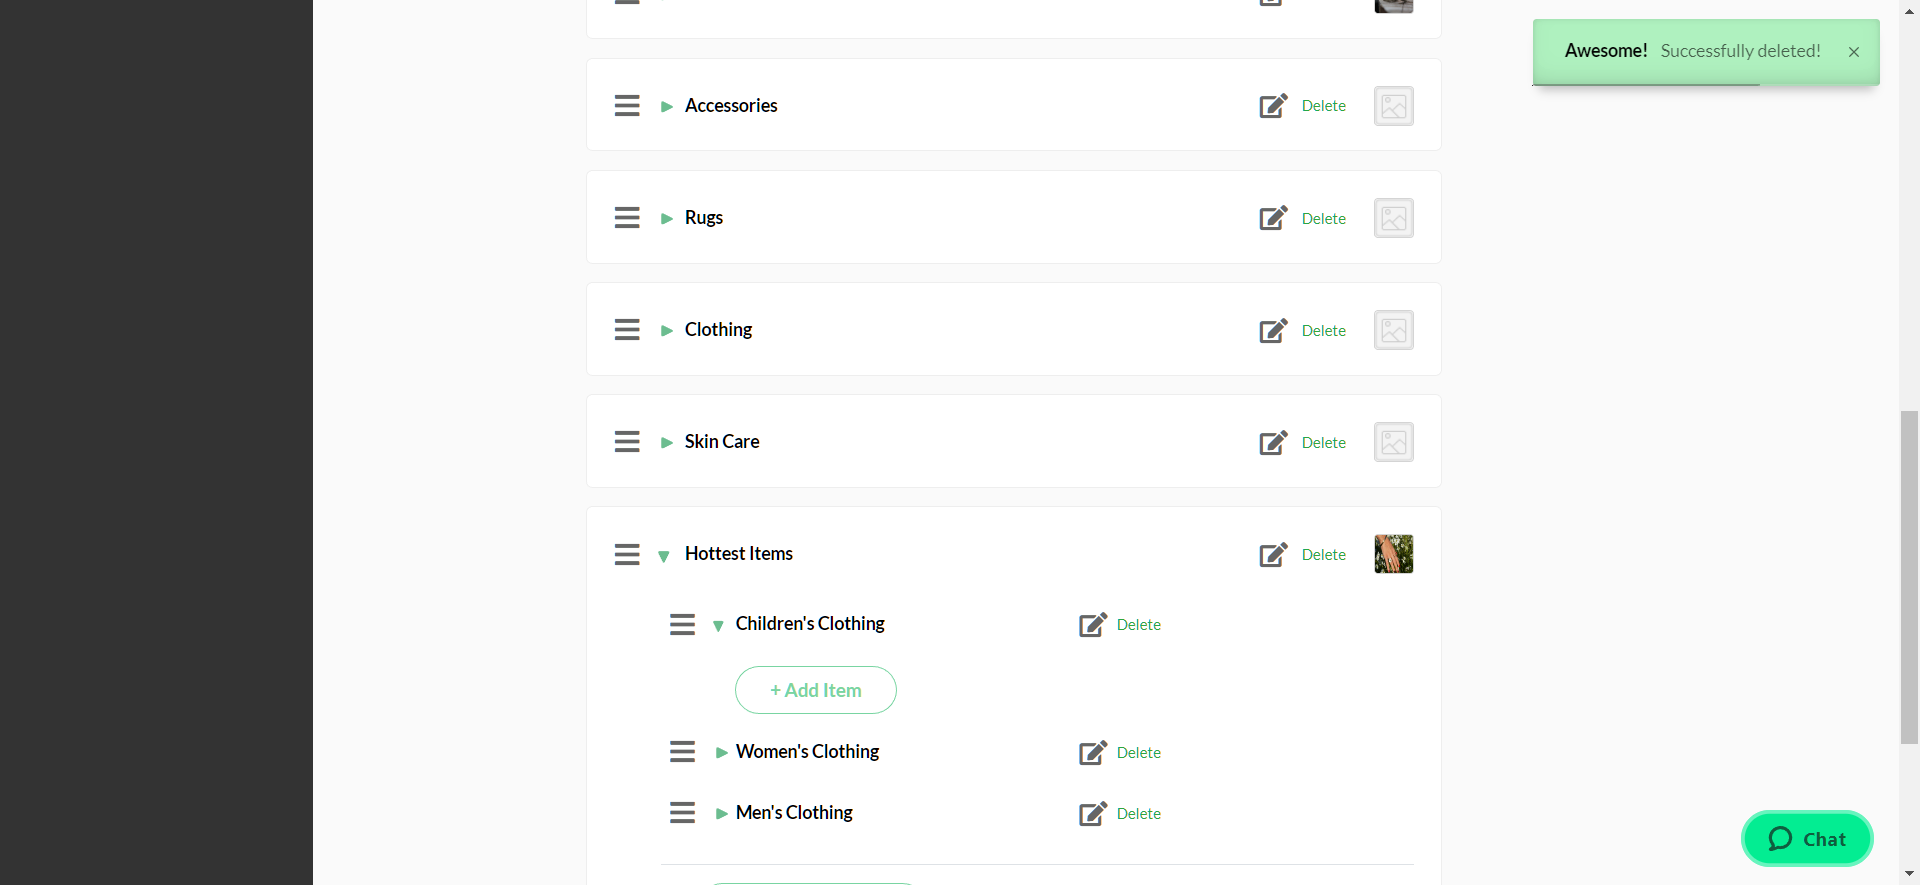 Awesome! Successfully deleted! ×
Accessories Delete
Rugs Delete
Clothing Delete
Skin Care Delete
Hottest Items Delete
Children's Clothing Delete
+ Add Item
Women's Clothing Delete
Men's Clothing Delete
Chat